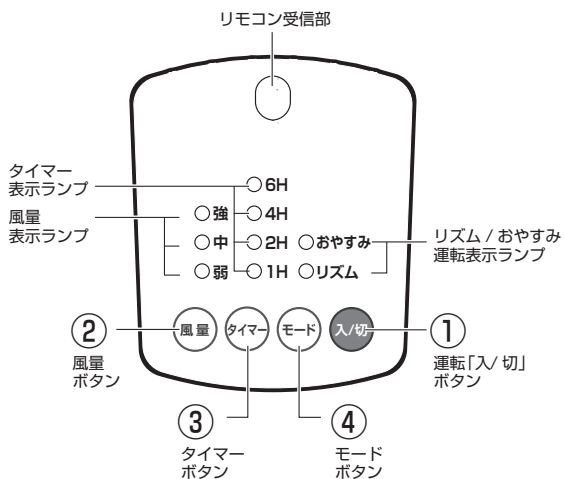 リモコン受信部
タイマー
表示ランプ
風量
表示ランプ
6H
強 4H
中 2H おやすみ
弱 1H リズム
リズム / おやすみ
運転表示ランプ
風量 タイマー モード 入/切
②
風量
ボタン
①
運転「入/ 切」
ボタン
③
タイマー
ボタン
④
モード
ボタン